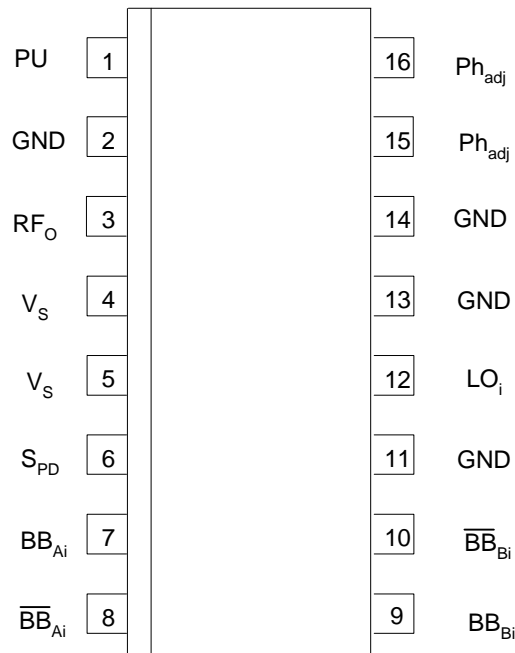 PU 1 16 Ph_adj
GND 2 15 Ph_adj
RF_O 3 14 GND
V_S 4 13 GND
V_S 5 12 LO_i
S_PD 6 11 GND
BB_Ai 7 10 B̅B̅_Bi
B̅B̅_Ai 8 9 BB_Bi